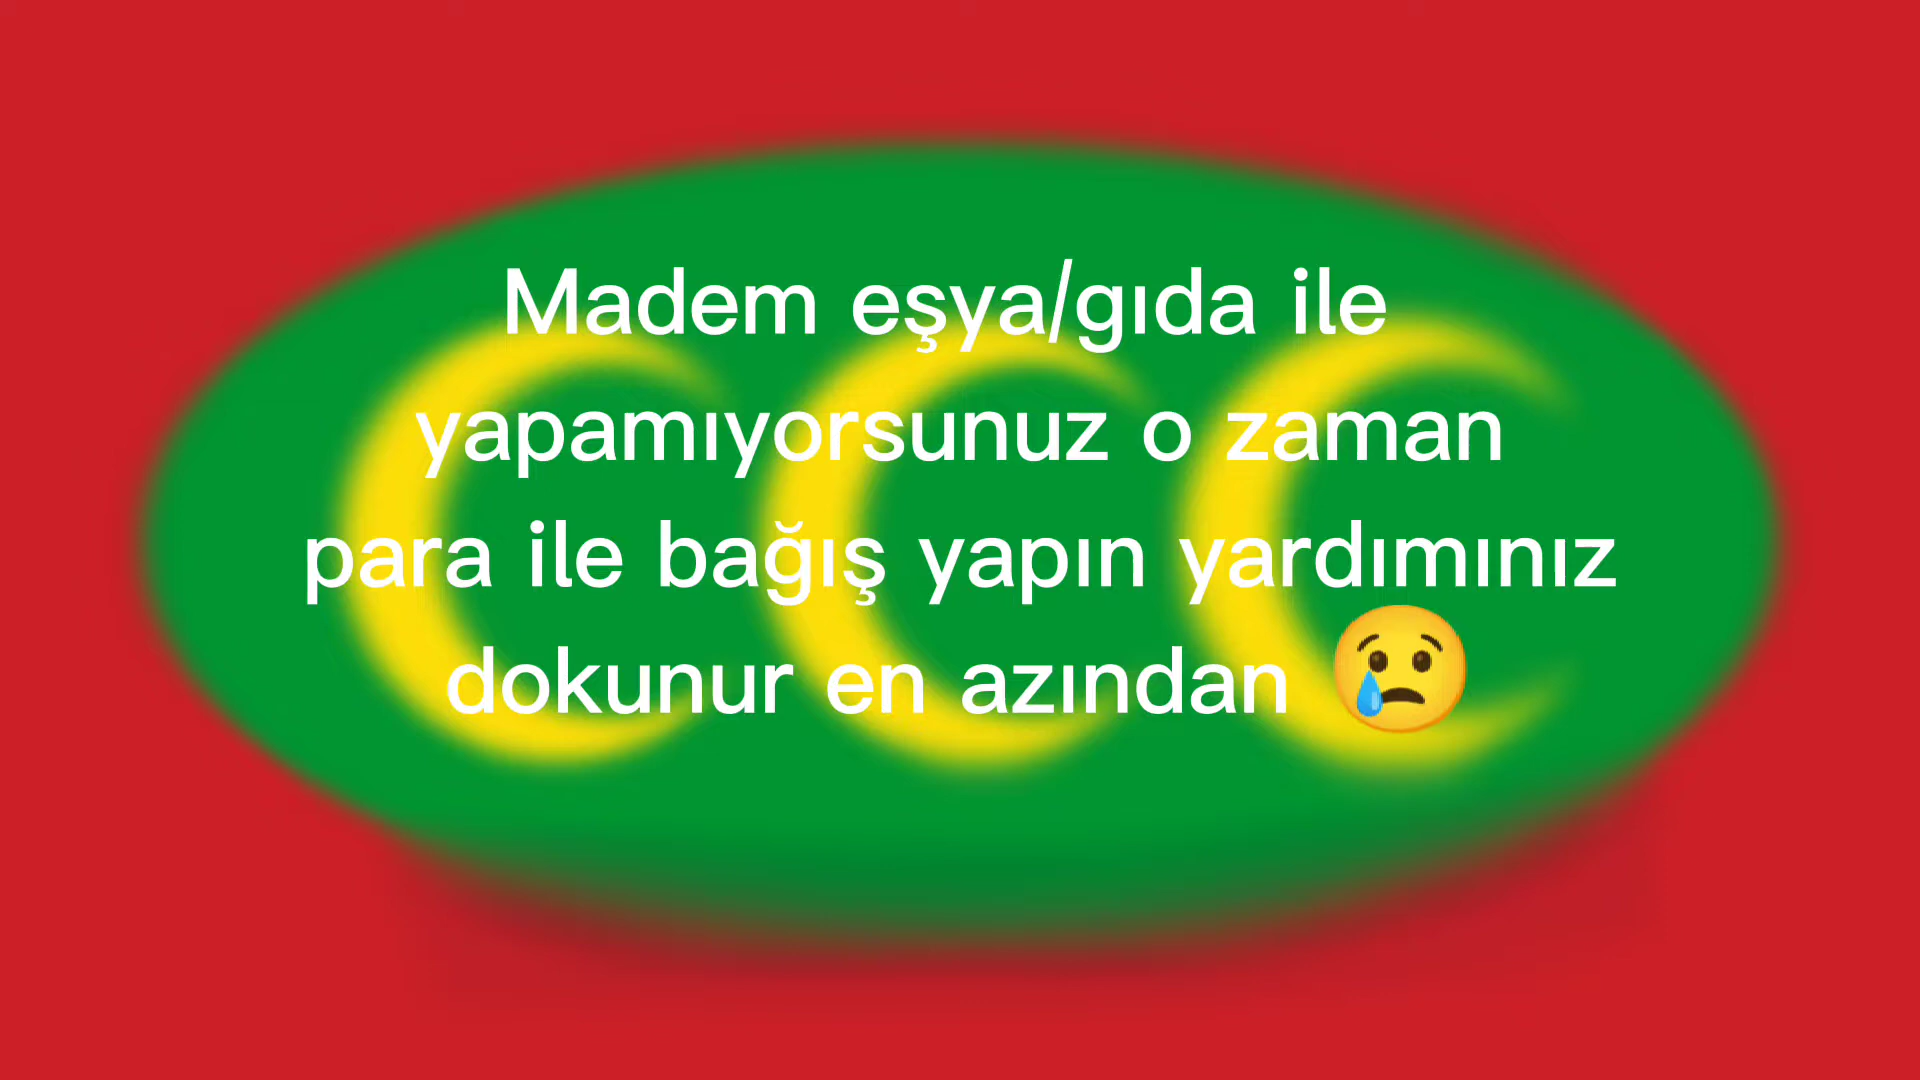 Madem eşya/gıda ile
yapamıyorsunuz o zaman
para ile bağış yapın yardımınız
dokunur en azından 😢